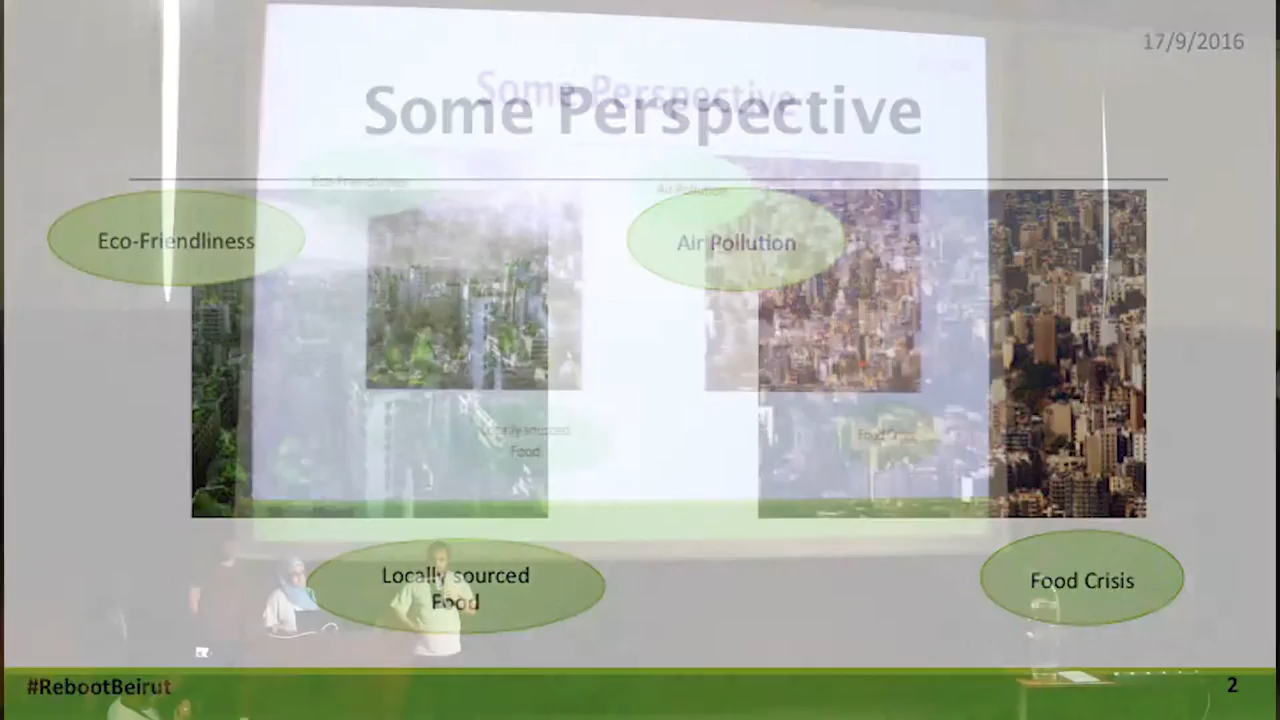 17/9/2016
Some Perspective
Some Perspective
Eco-Friendliness
Air Pollution
Eco-Friendliness
Air Pollution
Locally sourced
Food
Food Crisis
Locally sourced
Food
Food Crisis
#RebootBeirut
2